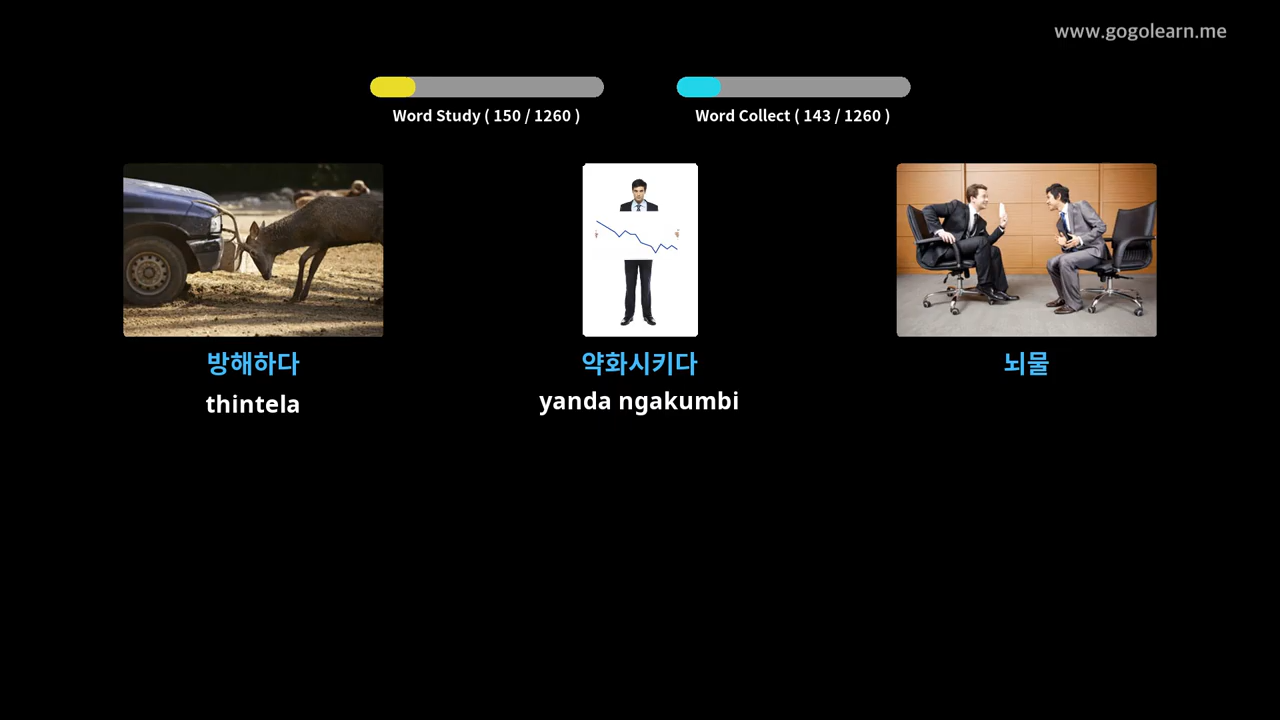 www.gogolearn.me
Word Study ( 150 / 1260 )
Word Collect ( 143 / 1260 )
방해하다
약화시키다
뇌물
thintela
yanda ngakumbi